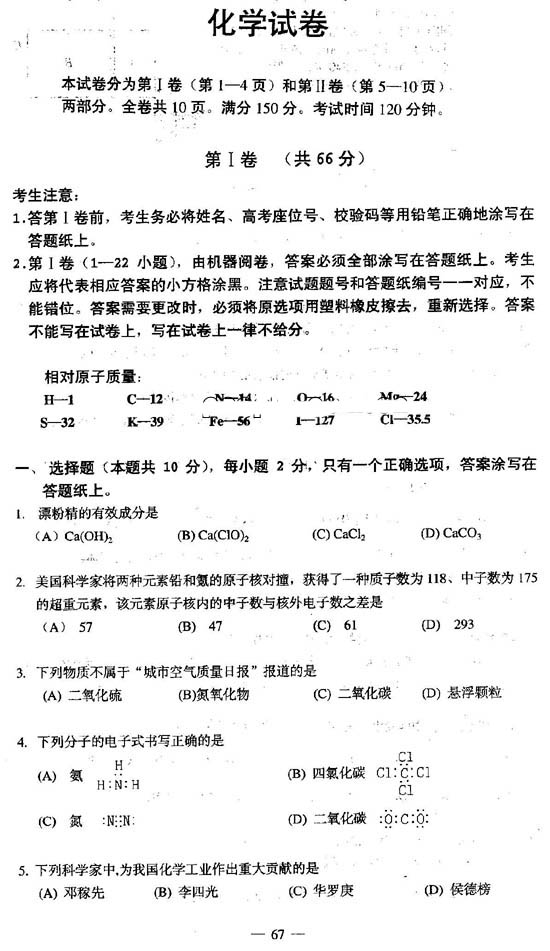 化学试卷
本试卷分为第Ⅰ卷（第1—4页）和第Ⅱ卷（第5—10页）
两部分。全卷共10页。满分150分。考试时间120分钟。
第Ⅰ卷 （共66分）
考生注意：
1.答第Ⅰ卷前，考生务必将姓名、高考座位号、校验码等用铅笔正确地涂写在
答题纸上。
2.第Ⅰ卷（1—22 小题），由机器阅卷，答案必须全部涂写在答题纸上。考生
应将代表相应答案的小方格涂黑。注意试题题号和答题纸编号一一对应，不
能错位。答案需要更改时，必须将原选项用塑料橡皮擦去，重新选择。答案
不能写在试卷上，写在试卷上一律不给分。
相对原子质量：
H—1 C—12 N—14 O—16 Mg—24
S—32 K—39 Fe—56 I—127 Cl—35.5
一、选择题（本题共 10 分），每小题 2 分，只有一个正确选项，答案涂写在
答题纸上。
1. 漂粉精的有效成分是
（A）Ca(OH)₂ (B) Ca(ClO)₂ (C) CaCl₂ (D) CaCO₃
2. 美国科学家将两种元素铅和氪的原子核对撞，获得了一种质子数为 118、中子数为 175
的超重元素，该元素原子核内的中子数与核外电子数之差是
（A） 57 (B) 47 (C) 61 (D) 293
3. 下列物质不属于“城市空气质量日报”报道的是
(A) 二氧化硫 (B)氮氧化物 (C) 二氧化碳 (D) 悬浮颗粒
4. 下列分子的电子式书写正确的是
(A) 氨 H H:N:H (B) 四氯化碳 Cl Cl:C:Cl Cl
(C) 氮 :N⋮⋮N: (D) 二氧化碳 :O:C:O:
5. 下列科学家中,为我国化学工业作出重大贡献的是
(A) 邓稼先 (B) 李四光 (C) 华罗庚 (D) 侯德榜
— 67 —